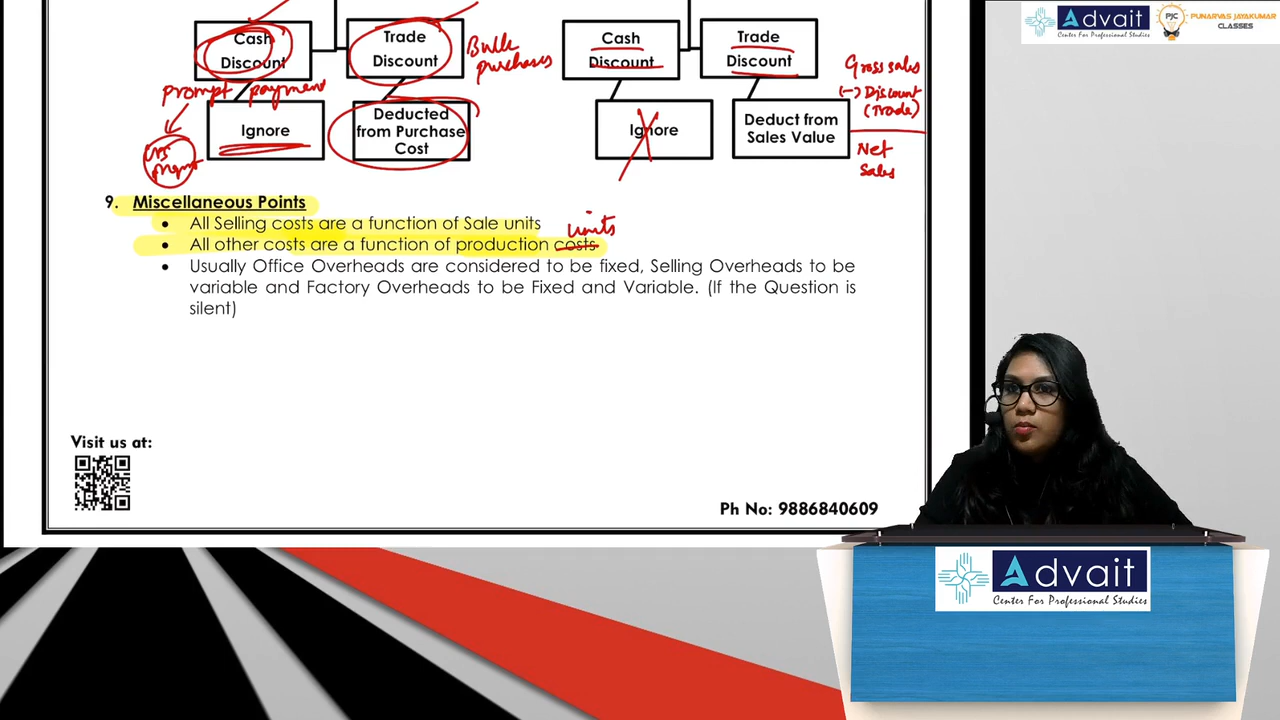 Advait
Center For Professional Studies
PJC
PUNARVAS JAYAKUMAR
CLASSES
Cash
Discount
Trade
Discount
Bulk
purchases
Cash
Discount
Trade
Discount
Gross sales
(-) Discount
(Trade)
Net
Sales
prompt payment
Ignore
Deducted
from Purchase
Cost
Ignore
Deduct from
Sales Value
9. Miscellaneous Points
• All Selling costs are a function of Sale units
units
• All other costs are a function of production costs
• Usually Office Overheads are considered to be fixed, Selling Overheads to be
variable and Factory Overheads to be Fixed and Variable. (If the Question is
silent)
Visit us at:
Ph No: 9886840609
Advait
Center For Professional Studies